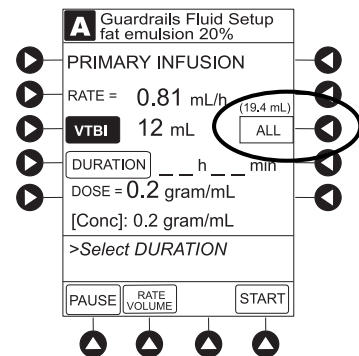 A Guardrails Fluid Setup
fat emulsion 20%
PRIMARY INFUSION
RATE = 0.81 mL/h
(19.4 mL)
VTBI 12 mL ALL
DURATION _ _ h _ _ min
DOSE = 0.2 gram/mL
[Conc]: 0.2 gram/mL
>Select DURATION
PAUSE RATE VOLUME START